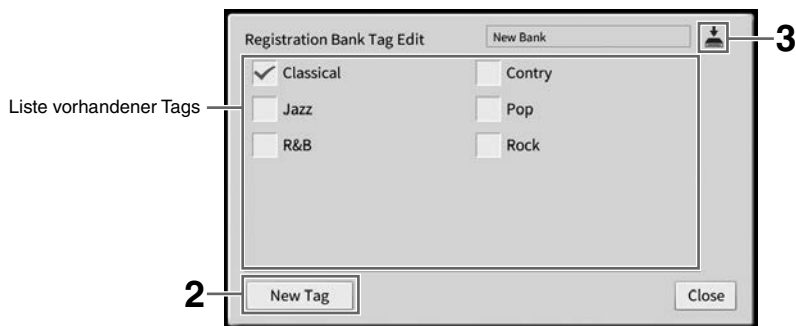 Registration Bank Tag Edit New Bank 3
Classical Contry
Liste vorhandener Tags Jazz Pop
R&B Rock
2 New Tag Close